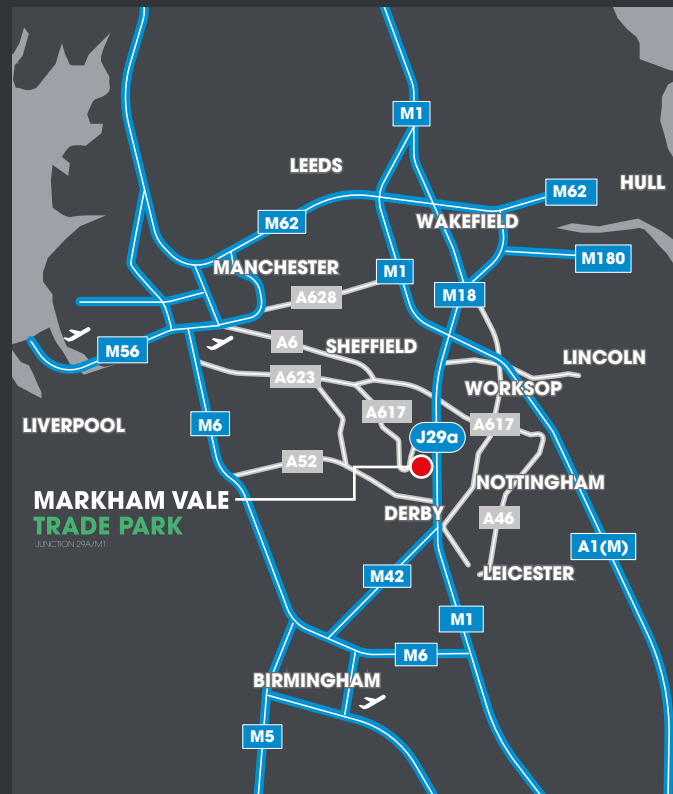 M1
LEEDS
M62
HULL
M62
WAKEFIELD
M180
MANCHESTER
M1
M18
A628
A6
SHEFFIELD
M56
LINCOLN
A623
WORKSOP
A617
LIVERPOOL
M6
A617
J29a
A52
NOTTINGHAM
MARKHAM VALE
TRADE PARK
JUNCTION 29A/M1
DERBY
A46
A1(M)
LEICESTER
M42
M1
M6
BIRMINGHAM
M5